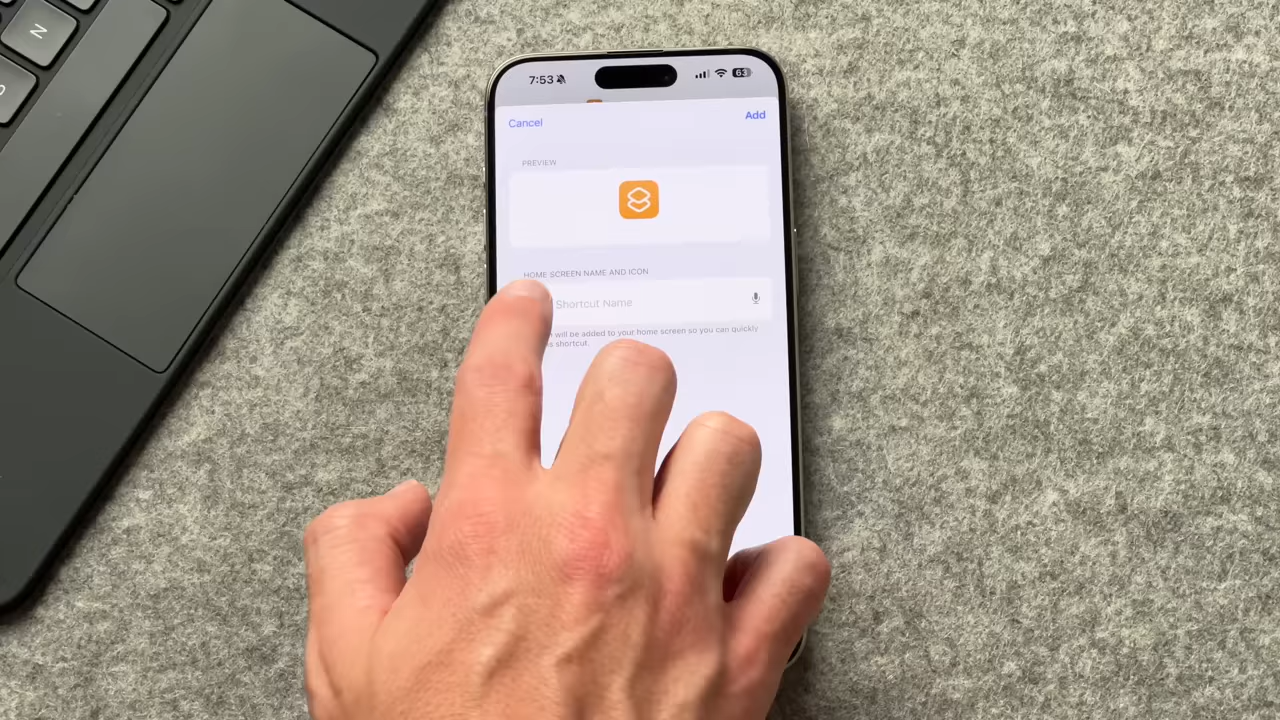 N
7:53
63
Cancel
Add
PREVIEW
HOME SCREEN NAME AND ICON
Shortcut Name
will be added to your home screen so you can quickly
shortcut.